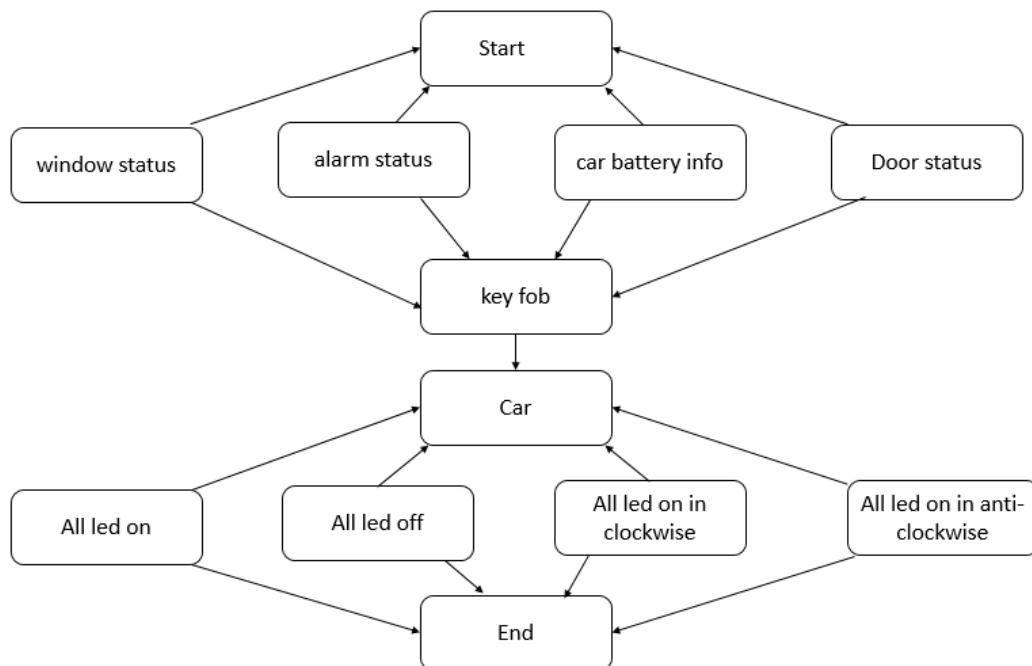 Start
window status
alarm status
car battery info
Door status
key fob
Car
All led on
All led off
All led on in
clockwise
All led on in anti-
clockwise
End